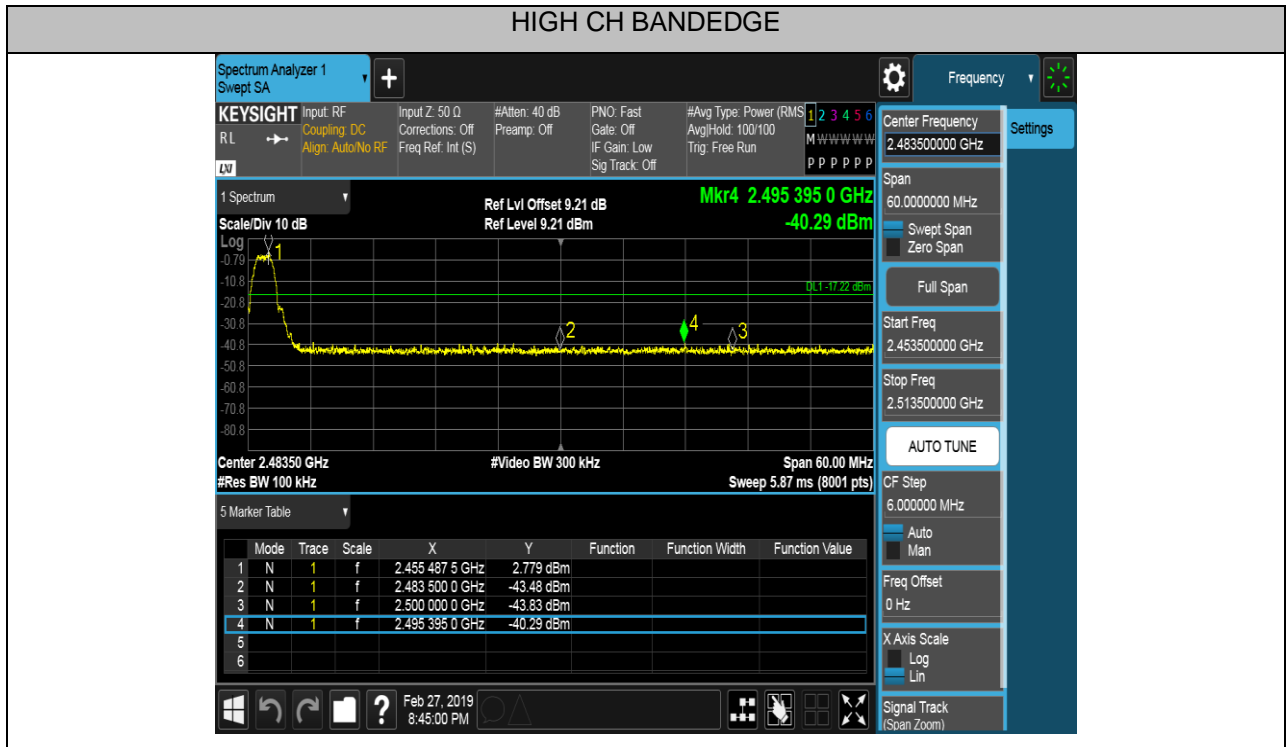 HIGH CH BANDEDGE
Spectrum Analyzer 1
Swept SA
+
Frequency
KEYSIGHT
RL
LXI
Input: RF
Coupling: DC
Align: Auto/No RF
Input Z: 50 Ω
Corrections: Off
Freq Ref: Int (S)
#Atten: 40 dB
Preamp: Off
PNO: Fast
Gate: Off
IF Gain: Low
Sig Track: Off
#Avg Type: Power (RMS
Avg|Hold: 100/100
Trig: Free Run
1 2 3 4 5 6
M W W W W W
P P P P P P
1 Spectrum
Scale/Div 10 dB
Ref Lvl Offset 9.21 dB
Ref Level 9.21 dBm
Mkr4 2.495 395 0 GHz
-40.29 dBm
Log
-0.79
-10.8
-20.8
-30.8
-40.8
-50.8
-60.8
-70.8
-80.8
1
2
4
3
DL1 -17.22 dBm
Center 2.48350 GHz
#Video BW 300 kHz
Span 60.00 MHz
#Res BW 100 kHz
Sweep 5.87 ms (8001 pts)
5 Marker Table
Mode Trace Scale X Y Function Function Width Function Value
1 N 1 f 2.455 487 5 GHz 2.779 dBm
2 N 1 f 2.483 500 0 GHz -43.48 dBm
3 N 1 f 2.500 000 0 GHz -43.83 dBm
4 N 1 f 2.495 395 0 GHz -40.29 dBm
5
6
?
Feb 27, 2019
8:45:00 PM
Center Frequency
2.483500000 GHz
Settings
Span
60.0000000 MHz
Swept Span
Zero Span
Full Span
Start Freq
2.453500000 GHz
Stop Freq
2.513500000 GHz
AUTO TUNE
CF Step
6.000000 MHz
Auto
Man
Freq Offset
0 Hz
X Axis Scale
Log
Lin
Signal Track
(Span Zoom)